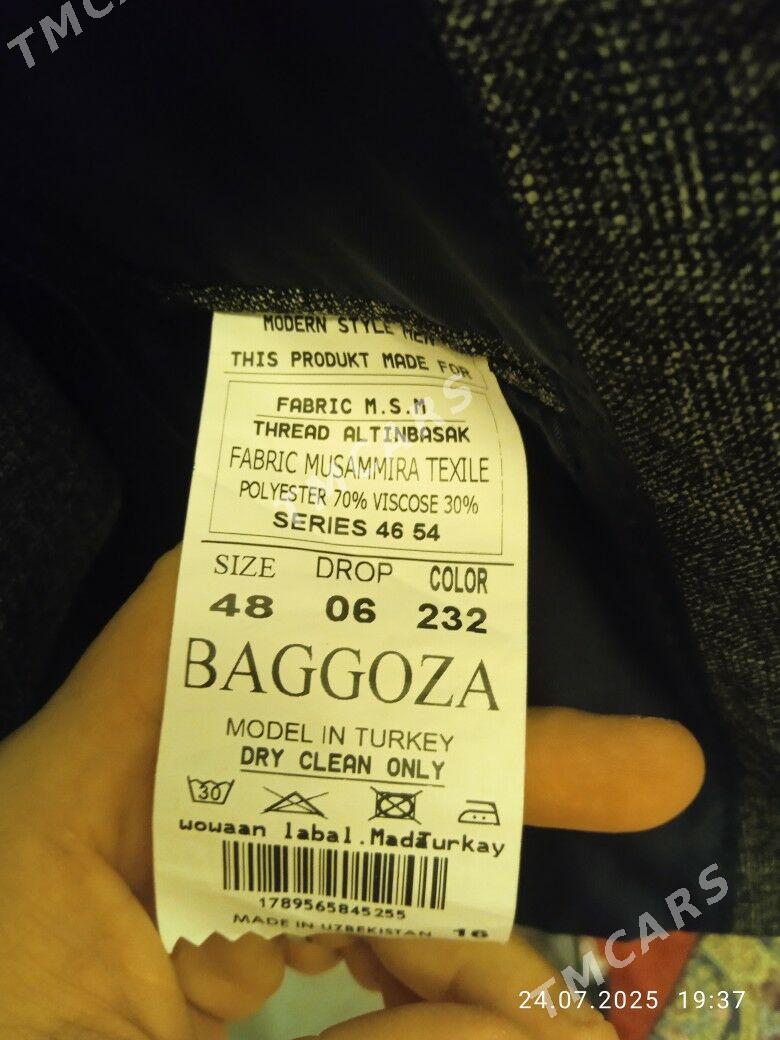 MODERN STYLE MEN
THIS PRODUKT MADE FOR
FABRIC M.S.M
THREAD ALTINBASAK
FABRIC MUSAMMIRA TEXILE
POLYESTER 70% VISCOSE 30%
SERIES 46 54
SIZE DROP COLOR
48 06 232
BAGGOZA
MODEL IN TURKEY
DRY CLEAN ONLY
30
wowaan labal.MadTurkay
1789565845255
MADE IN UZBEKISTAN 16
TMCARS
TMCARS
24.07.2025 19:37